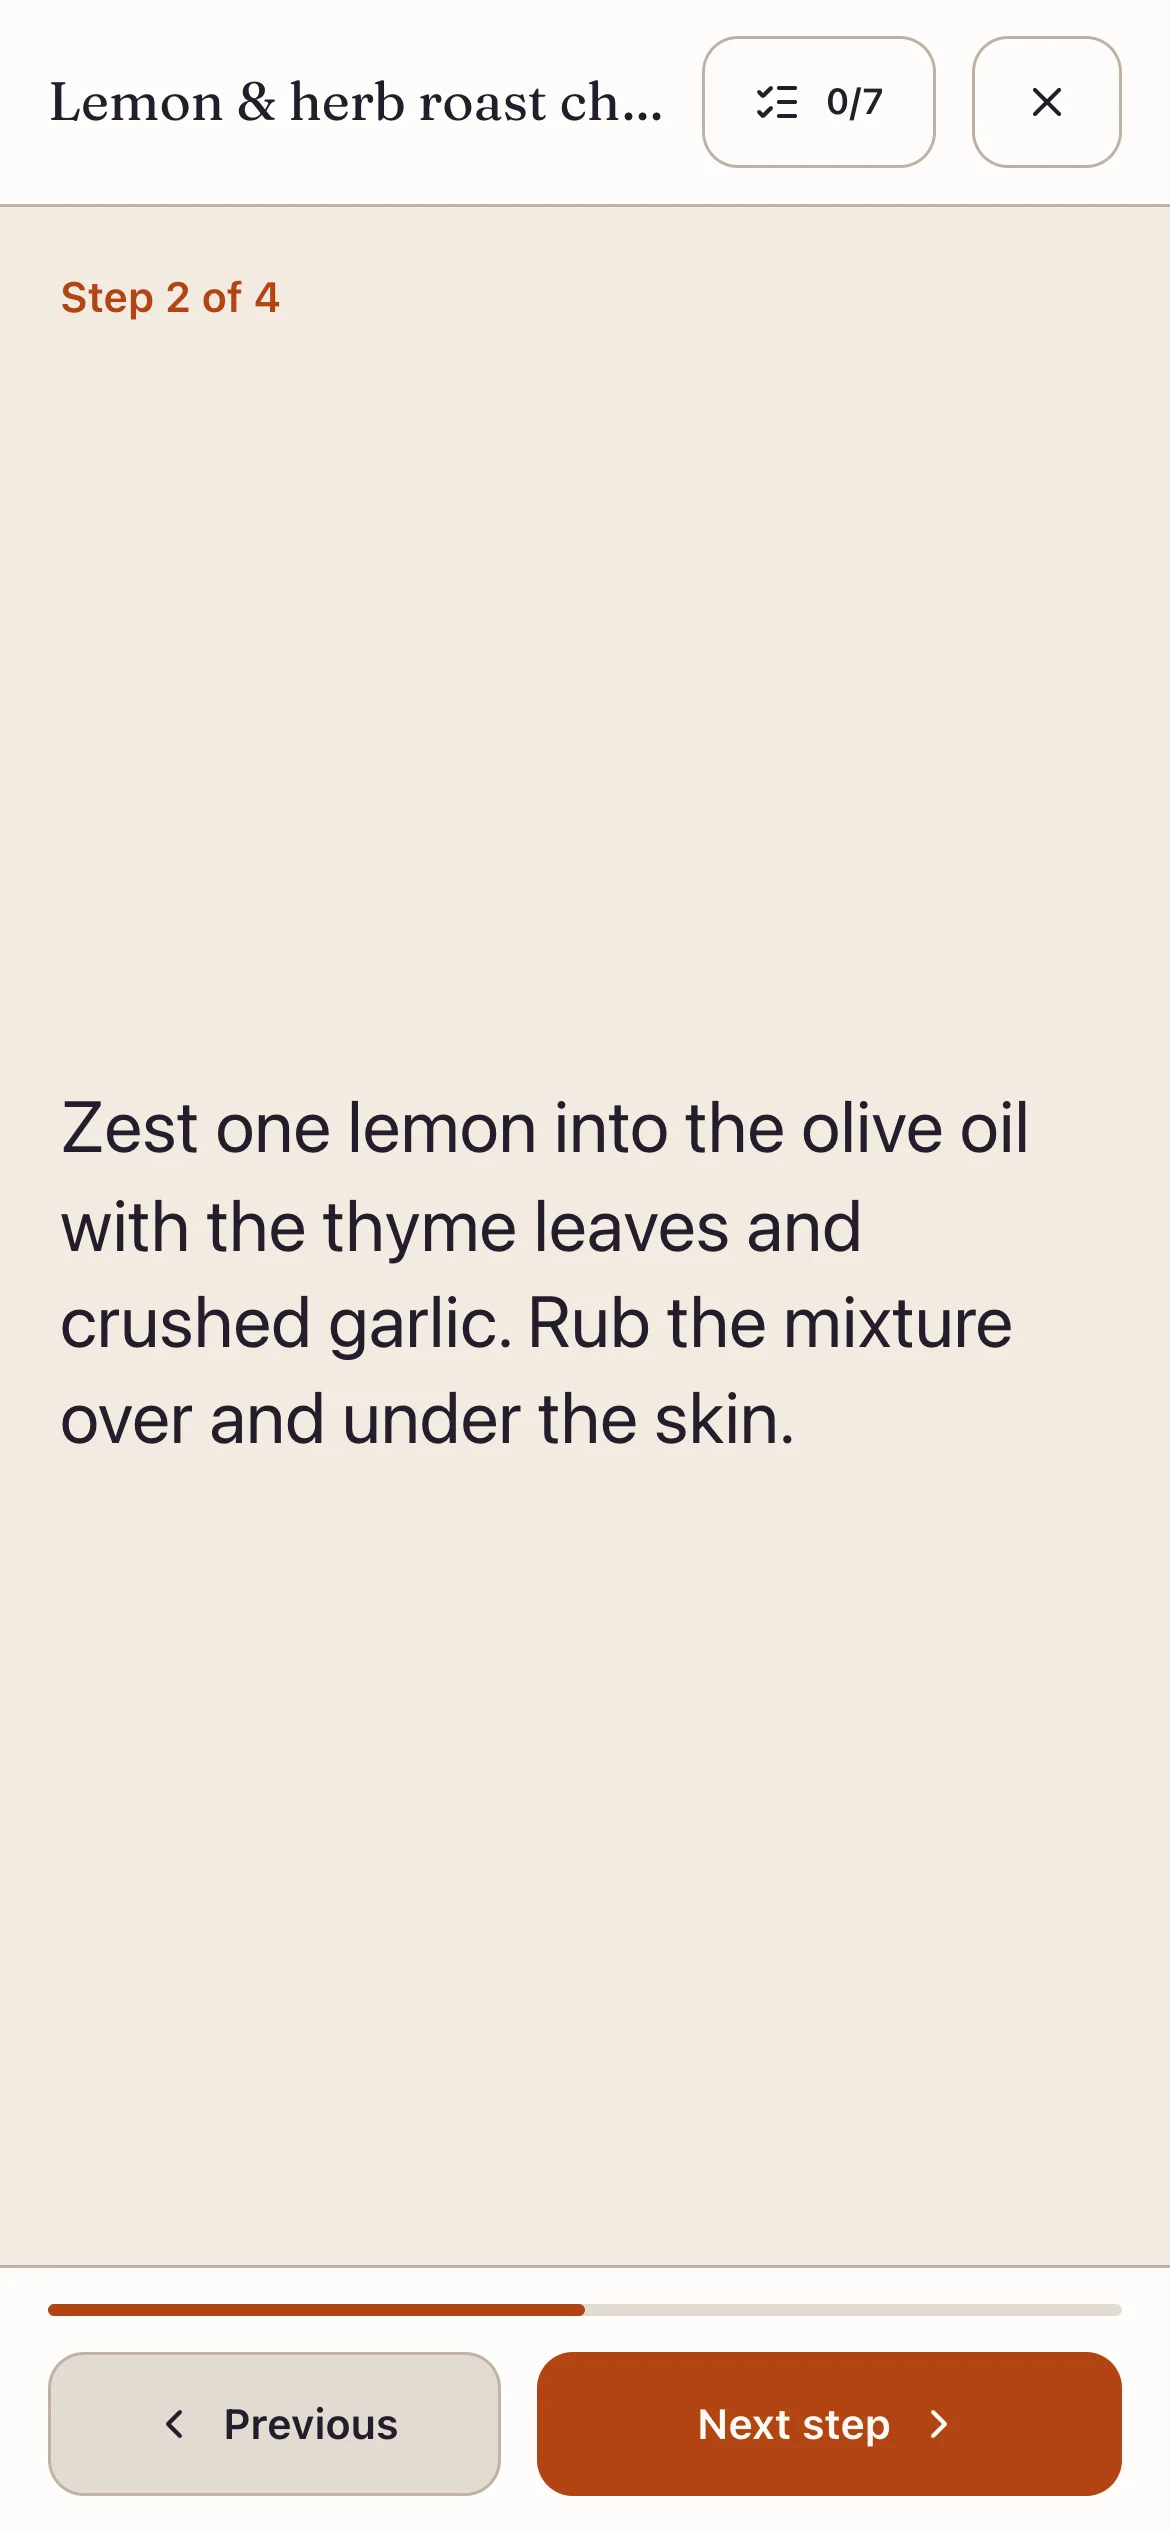 Lemon & herb roast ch...
0/7
Step 2 of 4
Zest one lemon into the olive oil
with the thyme leaves and
crushed garlic. Rub the mixture
over and under the skin.
Previous
Next step